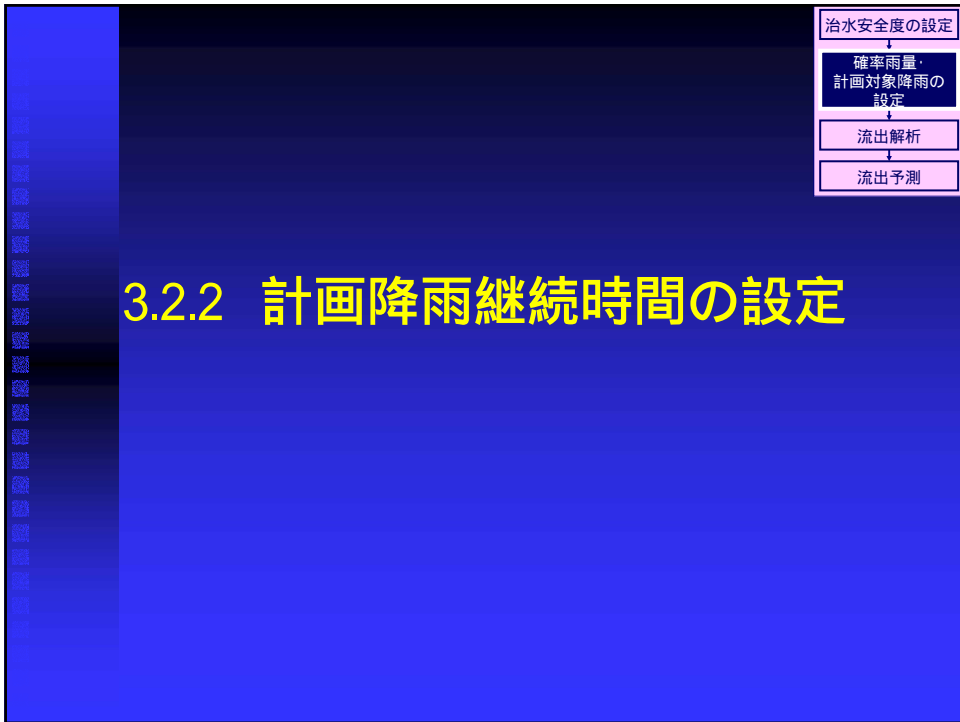 治水安全度の設定
確率雨量・
計画対象降雨の
設定
流出解析
流出予測
3.2.2 計画降雨継続時間の設定